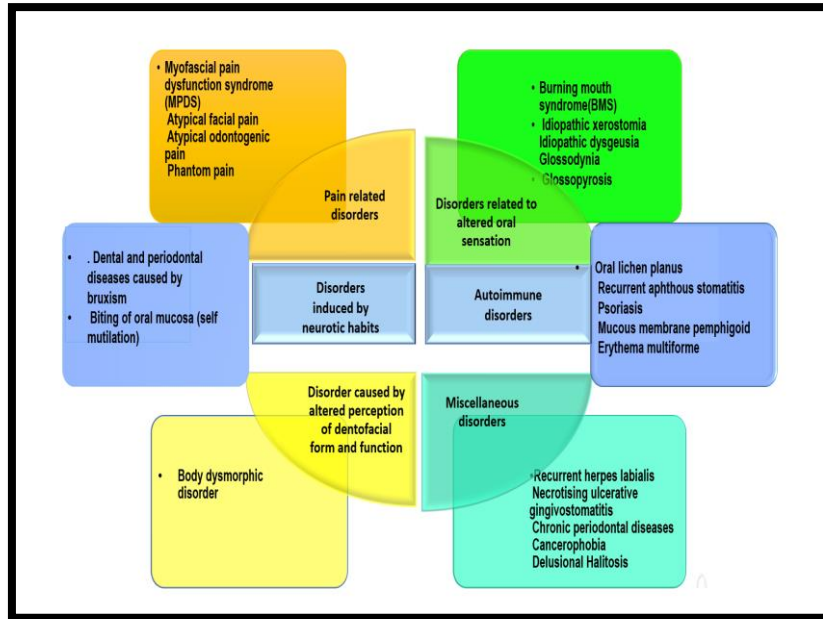 • Myofascial pain
dysfunction syndrome
(MPDS)
Atypical facial pain
Atypical odontogenic
pain
Phantom pain
Pain related
disorders
• Burning mouth
syndrome(BMS)
• Idiopathic xerostomia
Idiopathic dysgeusia
Glossodynia
• Glossopyrosis
Disorders related to
altered oral
sensation
• . Dental and periodontal
diseases caused by
bruxism
• Biting of oral mucosa (self
mutilation)
Disorders
induced by
neurotic habits
Autoimmune
disorders
• Oral lichen planus
Recurrent aphthous stomatitis
Psoriasis
Mucous membrane pemphigoid
Erythema multiforme
Disorder caused by
altered perception
of dentofacial
form and function
• Body dysmorphic
disorder
Miscellaneous
disorders
•Recurrent herpes labialis
Necrotising ulcerative
gingivostomatitis
Chronic periodontal diseases
Cancerophobia
Delusional Halitosis